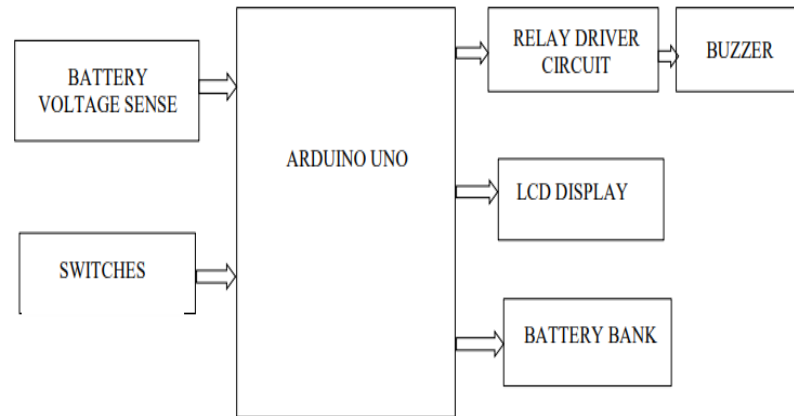 BATTERY
VOLTAGE SENSE
SWITCHES
ARDUINO UNO
RELAY DRIVER
CIRCUIT
BUZZER
LCD DISPLAY
BATTERY BANK